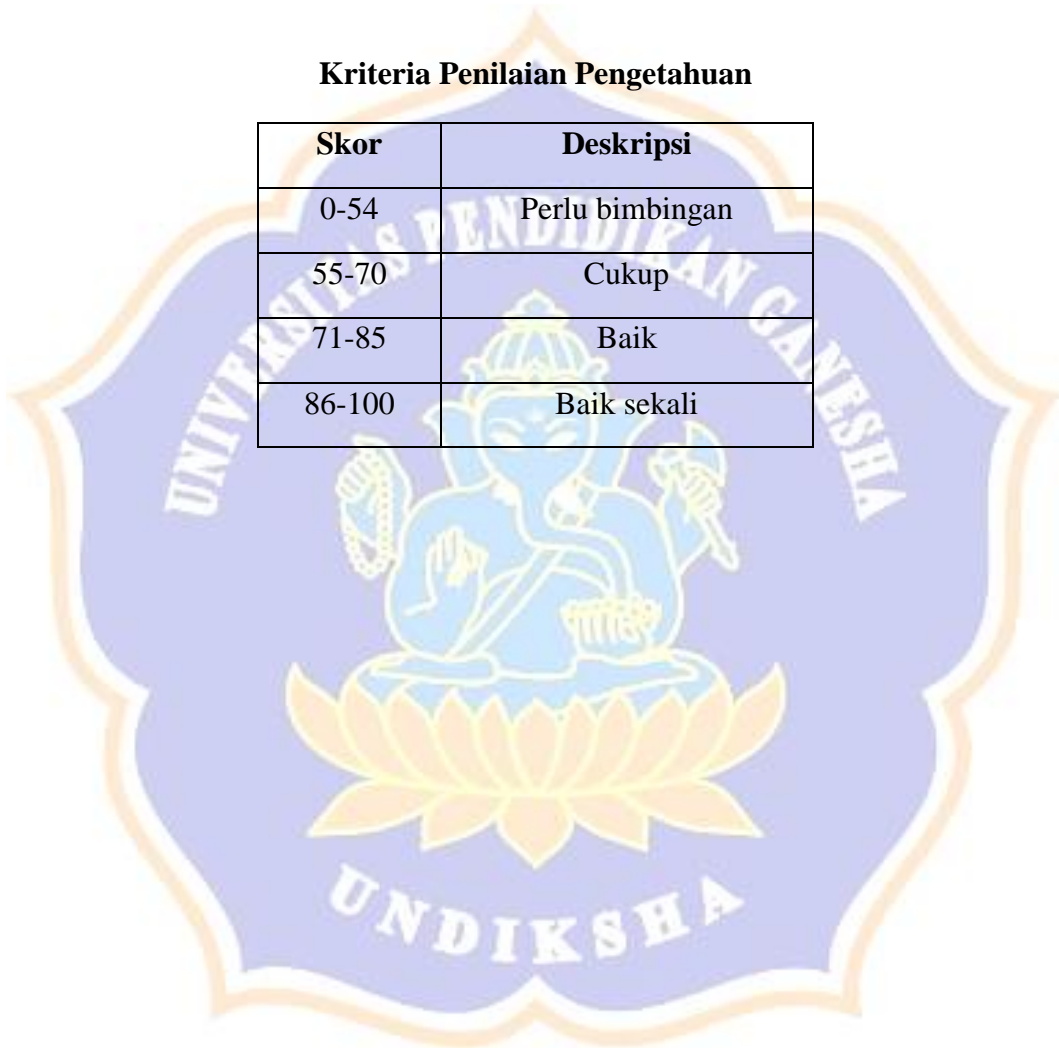 Kriteria Penilaian Pengetahuan
Skor Deskripsi
0-54 Perlu bimbingan
55-70 Cukup
71-85 Baik
86-100 Baik sekali
UNIVERSITAS PENDIDIKAN GANESHA
UNDIKSHA